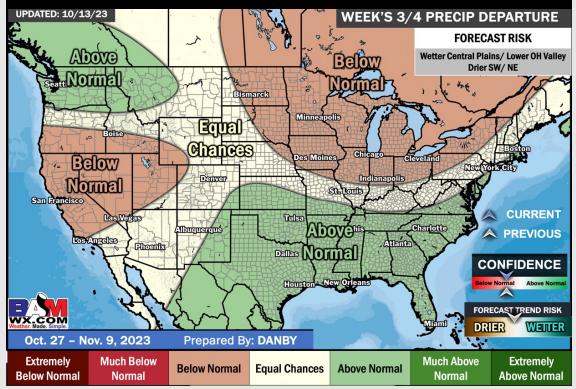 UPDATED: 10/13/23
WEEK'S 3/4 PRECIP DEPARTURE
FORECAST RISK
Wetter Central Plains/ Lower OH Valley
Drier SW/ NE
Above
Normal
Seatt
Below
Normal
Bismarck
Minneapolis
Boise
Equal
Chances
Boston
Des Moines
Chicago
Cleveland
New York City
Below
Normal
Denver
Indianapolis
St. Louis
San Francisco
Las Vegas
Los Angeles
Phoenix
Albuquerque
Tulsa
Above
Normal
his
Charlotte
Atlanta
Dallas
Houston
New Orleans
Miami
CURRENT
PREVIOUS
CONFIDENCE
Below Normal
Above Normal
FORECAST TREND RISK
DRIER
WETTER
BAM
WX.COM
Weather. Made. Simple.
Oct. 27 – Nov. 9, 2023
Prepared By: DANBY
Extremely
Below Normal
Much Below
Normal
Below Normal
Equal Chances
Above Normal
Much Above
Normal
Extremely
Above Normal